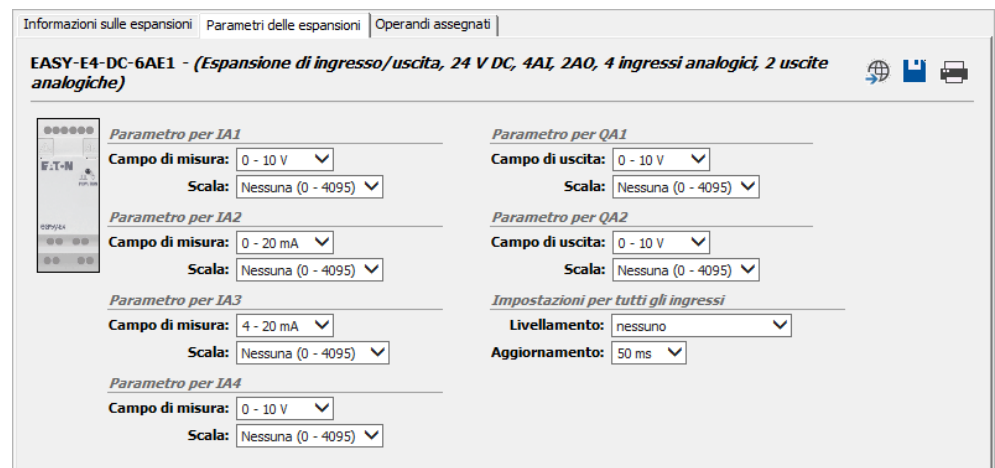 Informazioni sulle espansioni Parametri delle espansioni Operandi assegnati
EASY-E4-DC-6AE1 - (Espansione di ingresso/uscita, 24 V DC, 4AI, 2AO, 4 ingressi analogici, 2 uscite
analogiche)
Parametro per IA1
Campo di misura: 0 - 10 V
Scala: Nessuna (0 - 4095)
Parametro per IA2
Campo di misura: 0 - 20 mA
Scala: Nessuna (0 - 4095)
Parametro per IA3
Campo di misura: 4 - 20 mA
Scala: Nessuna (0 - 4095)
Parametro per IA4
Campo di misura: 0 - 10 V
Scala: Nessuna (0 - 4095)
Parametro per QA1
Campo di uscita: 0 - 10 V
Scala: Nessuna (0 - 4095)
Parametro per QA2
Campo di uscita: 0 - 10 V
Scala: Nessuna (0 - 4095)
Impostazioni per tutti gli ingressi
Livellamento: nessuno
Aggiornamento: 50 ms
E∙T∙N